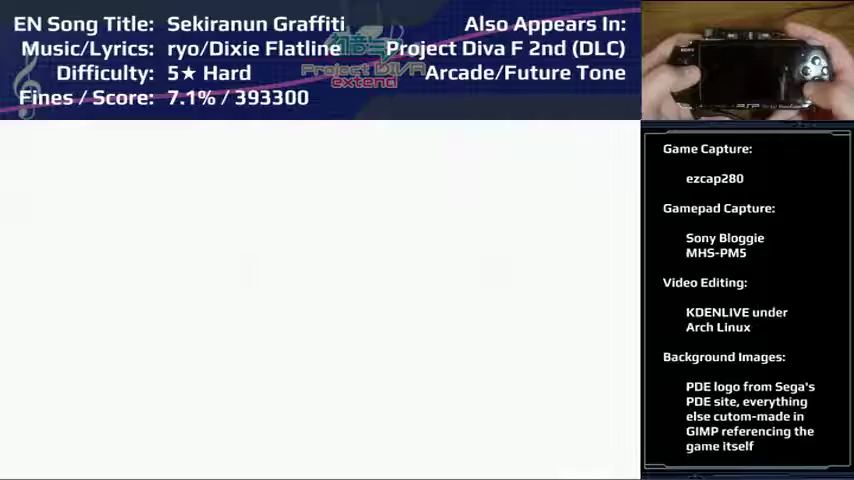 EN Song Title: Sekiranun Graffiti
Music/Lyrics: ryo/Dixie Flatline
Difficulty: 5★ Hard
Fines / Score: 7.1% / 393300
Also Appears In:
Project Diva F 2nd (DLC)
Arcade/Future Tone
Project DIVA
extend
SONY
PSP
Game Capture:
ezcap280
Gamepad Capture:
Sony Bloggie
MHS-PM5
Video Editing:
KDENLIVE under
Arch Linux
Background Images:
PDE logo from Sega's
PDE site, everything
else cutom-made in
GIMP referencing the
game itself